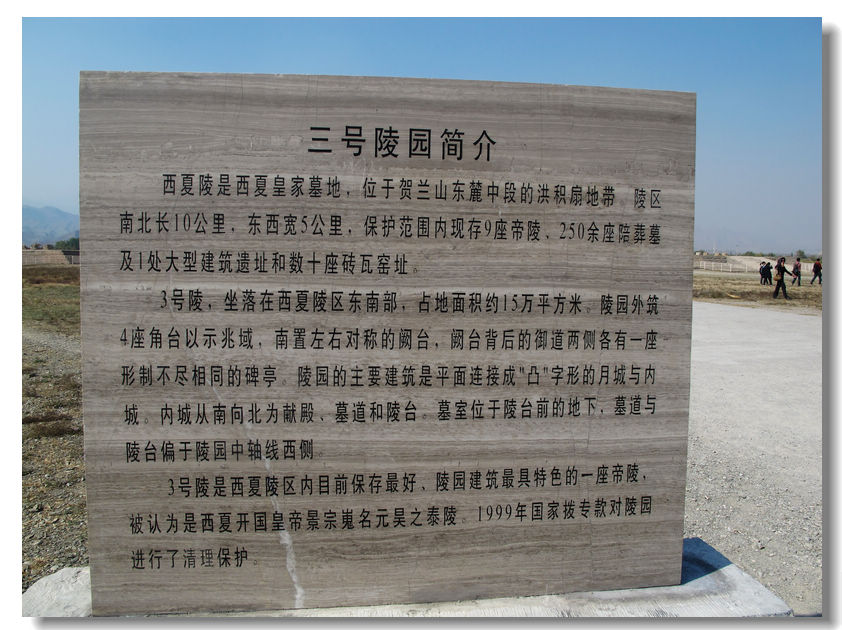 三号陵园简介
西夏陵是西夏皇家墓地，位于贺兰山东麓中段的洪积扇地带 陵区
南北长10公里，东西宽5公里，保护范围内现存9座帝陵、250余座陪葬墓
及1处大型建筑遗址和数十座砖瓦窑址。
3号陵，坐落在西夏陵区东南部，占地面积约15万平方米。陵园外筑
4座角台以示兆域，南置左右对称的阙台，阙台背后的御道两侧各有一座
形制不尽相同的碑亭。陵园的主要建筑是平面连接成"凸"字形的月城与内
城。内城从南向北为献殿、墓道和陵台。墓室位于陵台前的地下，墓道与
陵台偏于陵园中轴线西侧。
3号陵是西夏陵区内目前保存最好、陵园建筑最具特色的一座帝陵，
被认为是西夏开国皇帝景宗嵬名元昊之泰陵。1999年国家拨专款对陵园
进行了清理保护。